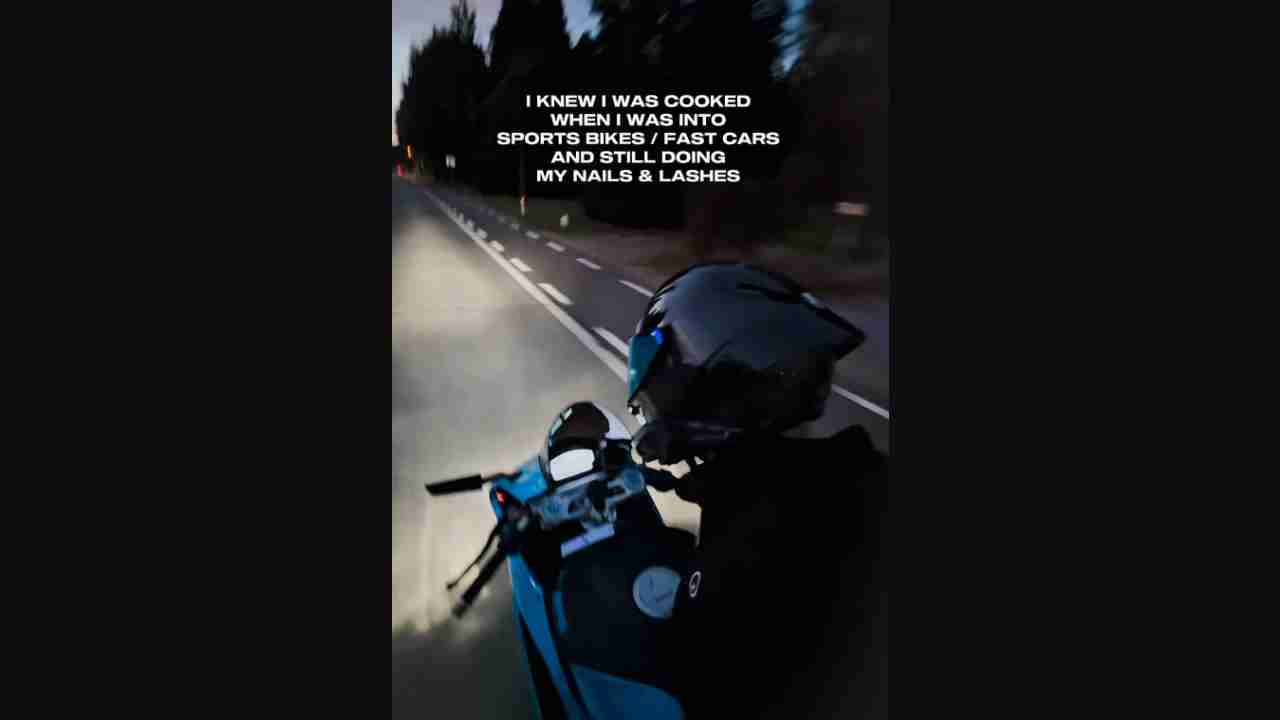 I KNEW I WAS COOKED
WHEN I WAS INTO
SPORTS BIKES / FAST CARS
AND STILL DOING
MY NAILS & LASHES